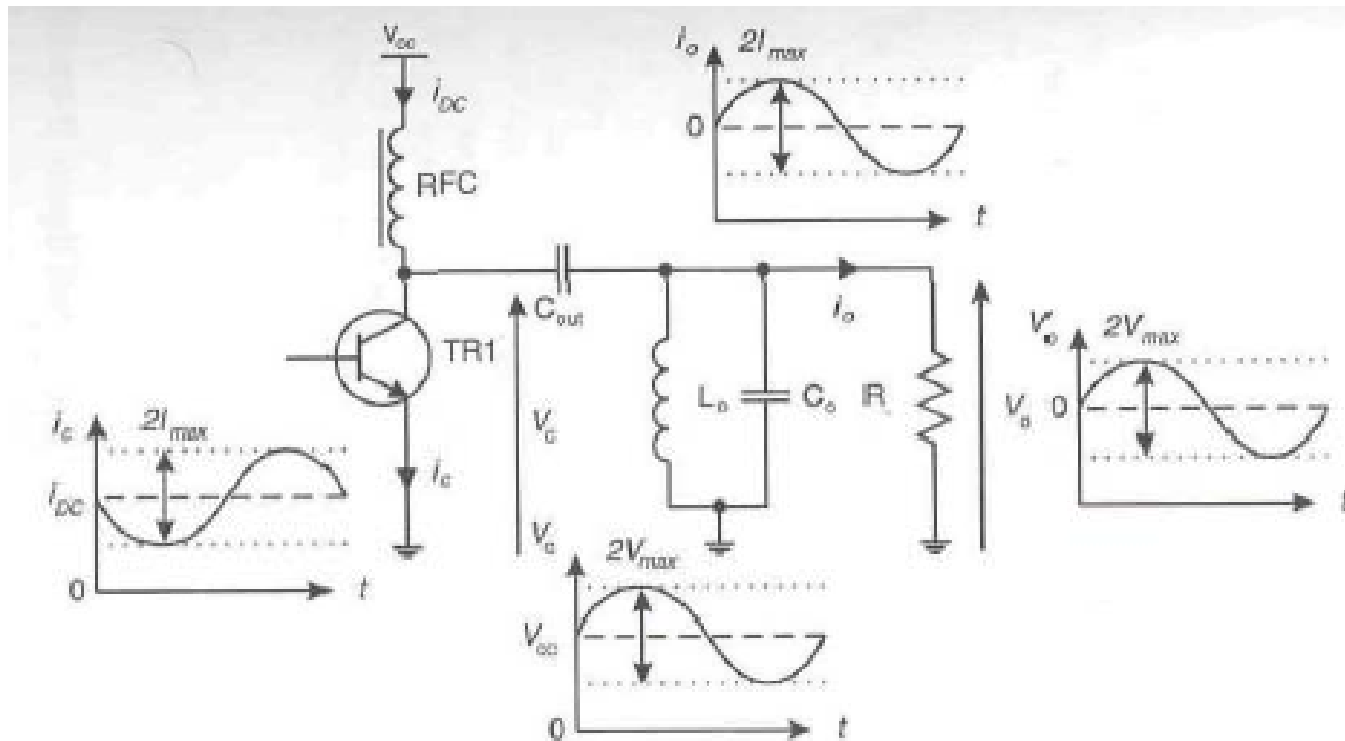 V_cc
i_DC
RFC
i_o 2I_max
0
t
C_out
i_o
TR1
V_c
L_o C_o R
V_o
V_o 2V_max
0
t
i_c 2I_max
i_DC
0 t
i_c
V_c 2V_max
V_cc
0 t